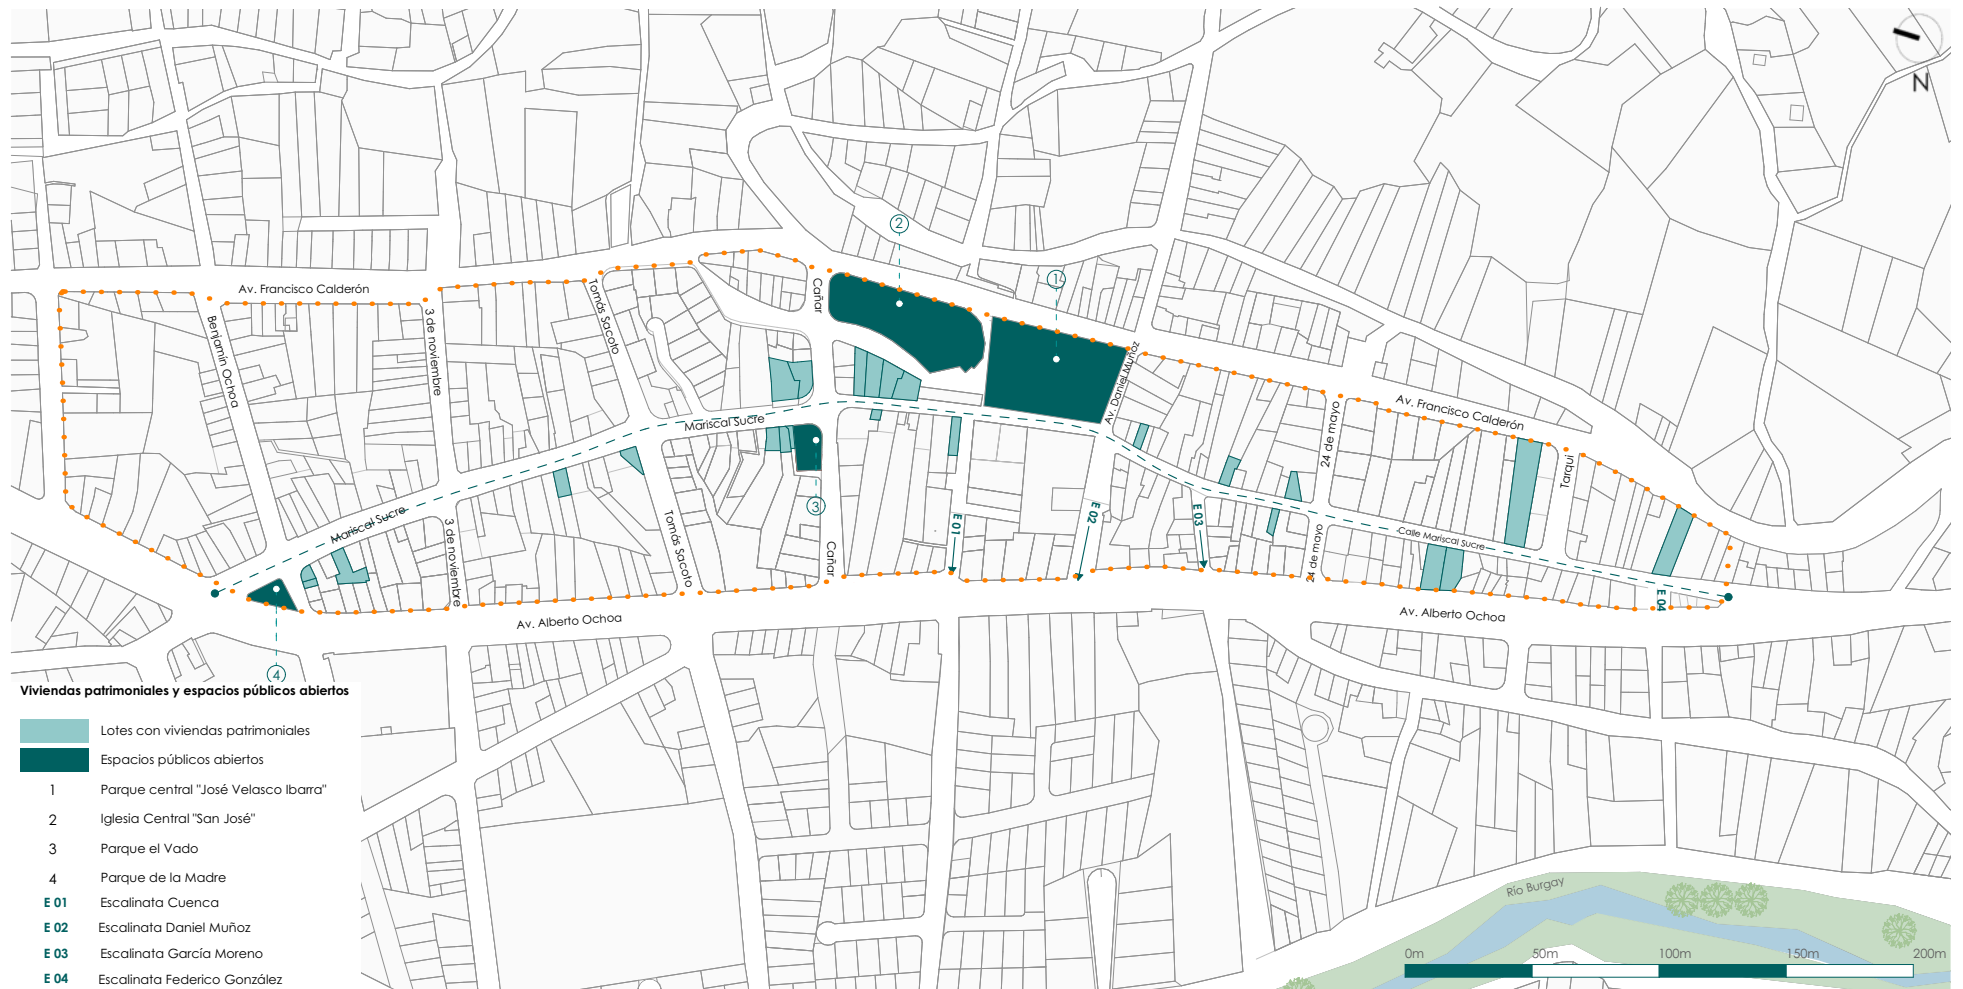 N
2
1
Av. Francisco Calderón
Benjamín Ochoa
3 de noviembre
Tomás Sacoto
Cañar
Av. Daniel Muñoz
24 de mayo
Av. Francisco Calderón
Tarqui
Mariscal Sucre
Mariscal Sucre
3
3 de noviembre
Tomás Sacoto
Cañar
E 01
E 02
E 03
24 de mayo
Calle Mariscal Sucre
E 04
Av. Alberto Ochoa
Av. Alberto Ochoa
4
Viviendas patrimoniales y espacios públicos abiertos
Lotes con viviendas patrimoniales
Espacios públicos abiertos
1 Parque central "José Velasco Ibarra"
2 Iglesia Central "San José"
3 Parque el Vado
4 Parque de la Madre
E 01 Escalinata Cuenca
E 02 Escalinata Daniel Muñoz
E 03 Escalinata García Moreno
E 04 Escalinata Federico González
Río Burgay
0m 50m 100m 150m 200m